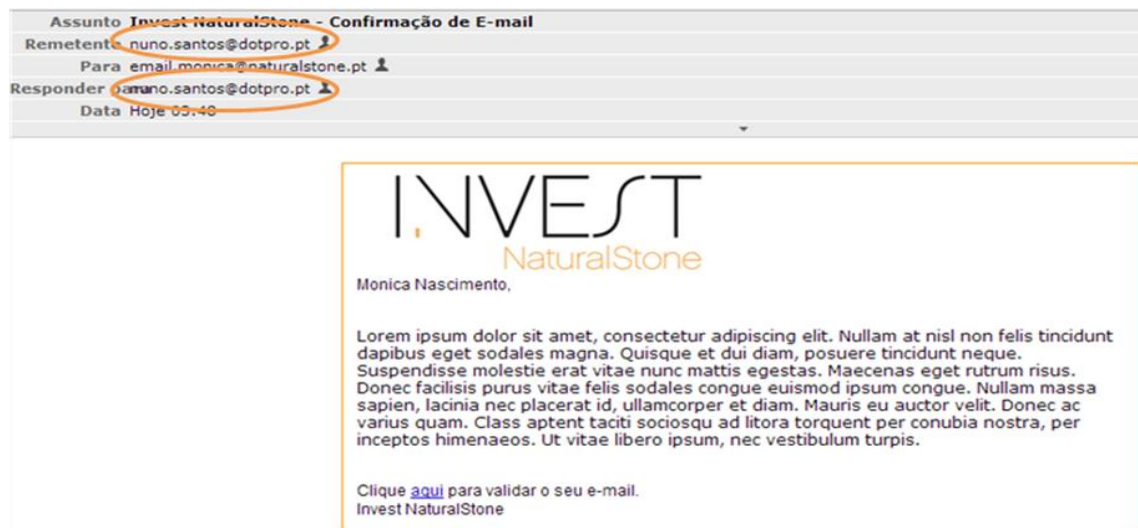 Assunto Invest NaturalStone - Confirmação de E-mail
Remetente nuno.santos@dotpro.pt
Para email.monica@naturalstone.pt
Responder para nuno.santos@dotpro.pt
Data Hoje
INVEST
NaturalStone
Monica Nascimento,
Lorem ipsum dolor sit amet, consectetur adipiscing elit. Nullam at nisl non felis tincidunt
dapibus eget sodales magna. Quisque et dui diam, posuere tincidunt neque.
Suspendisse molestie erat vitae nunc mattis egestas. Maecenas eget rutrum risus.
Donec facilisis purus vitae felis sodales congue euismod ipsum congue. Nullam massa
sapien, lacinia nec placerat id, ullamcorper et diam. Mauris eu auctor velit. Donec ac
varius quam. Class aptent taciti sociosqu ad litora torquent per conubia nostra, per
inceptos himenaeos. Ut vitae libero ipsum, nec vestibulum turpis.
Clique aqui para validar o seu e-mail.
Invest NaturalStone